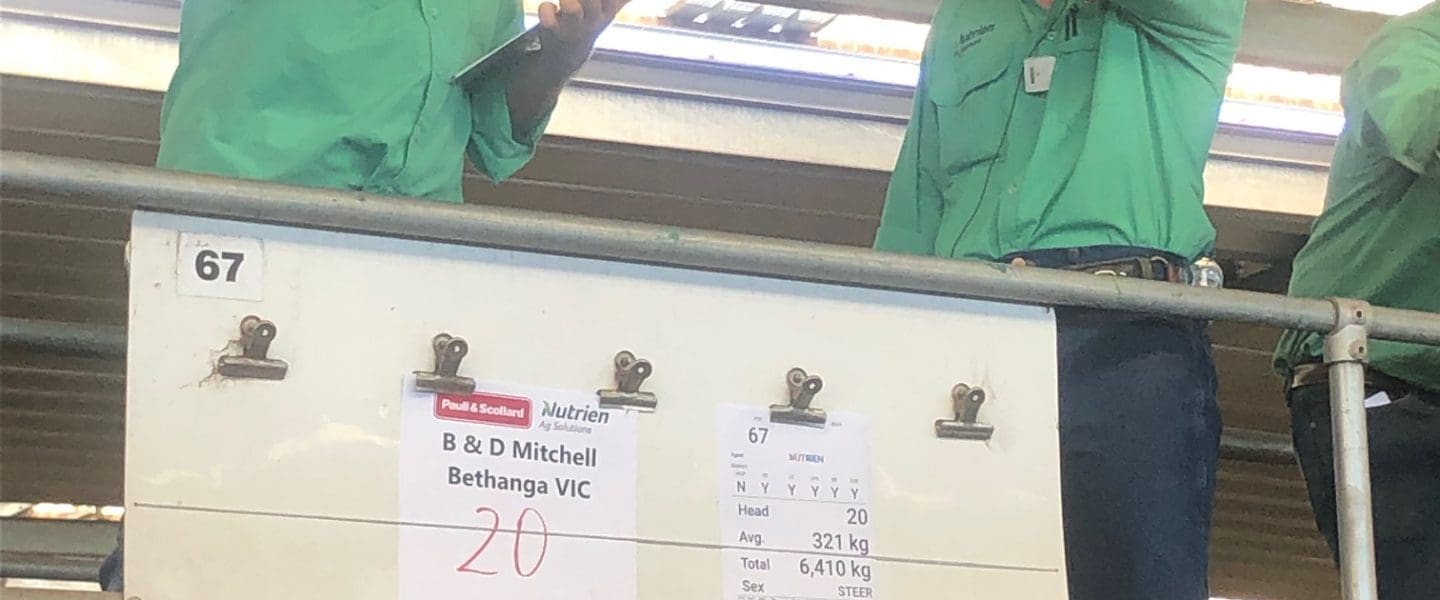 Nutrien
67
Paull & Scollard
Nutrien
Ag Solutions
B & D Mitchell
Bethanga VIC
20
67
NUTRIEN
N Y Y Y Y Y
Head 20
Avg. 321 kg
Total 6,410 kg
Sex STEER